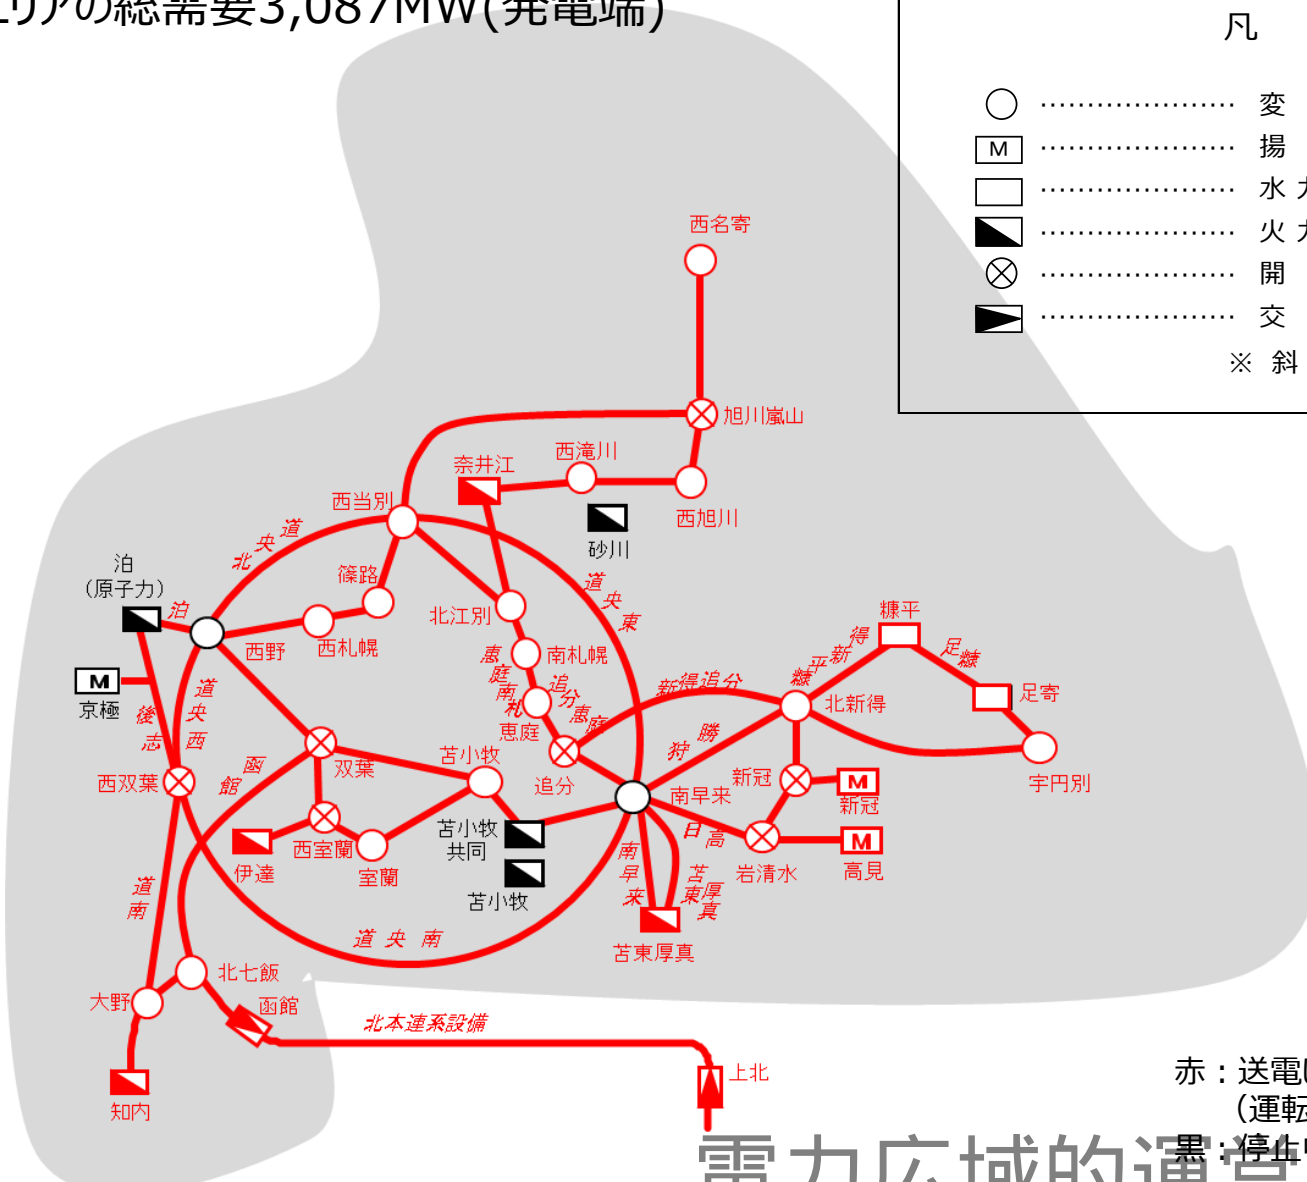 エリアの総需要3,087MW(発電端)
凡
変
M
揚
水 力
火 力
開
交
※ 斜
西名寄
旭川嵐山
西滝川
奈井江
西当別
西旭川
砂川
道央北
泊
(原子力)
泊
篠路
北江別
道央東
糠平
西野
西札幌
南札幌
恵庭南札
追分恵庭
新得追分
糠平新得
足糠
M
京極
後志
道央西
恵庭
狩勝
北新得
足寄
西双葉
函館
双葉
苫小牧
追分
南早来
新冠
M
新冠
宇円別
伊達
西室蘭
室蘭
苫小牧
共同
日高
岩清水
M
高見
道南
苫小牧
南早来
苫東厚真
道央南
苫東厚真
北七飯
大野
函館
北本連系設備
上北
知内
赤:送電
(運転
黒:停止
電力広域的運営